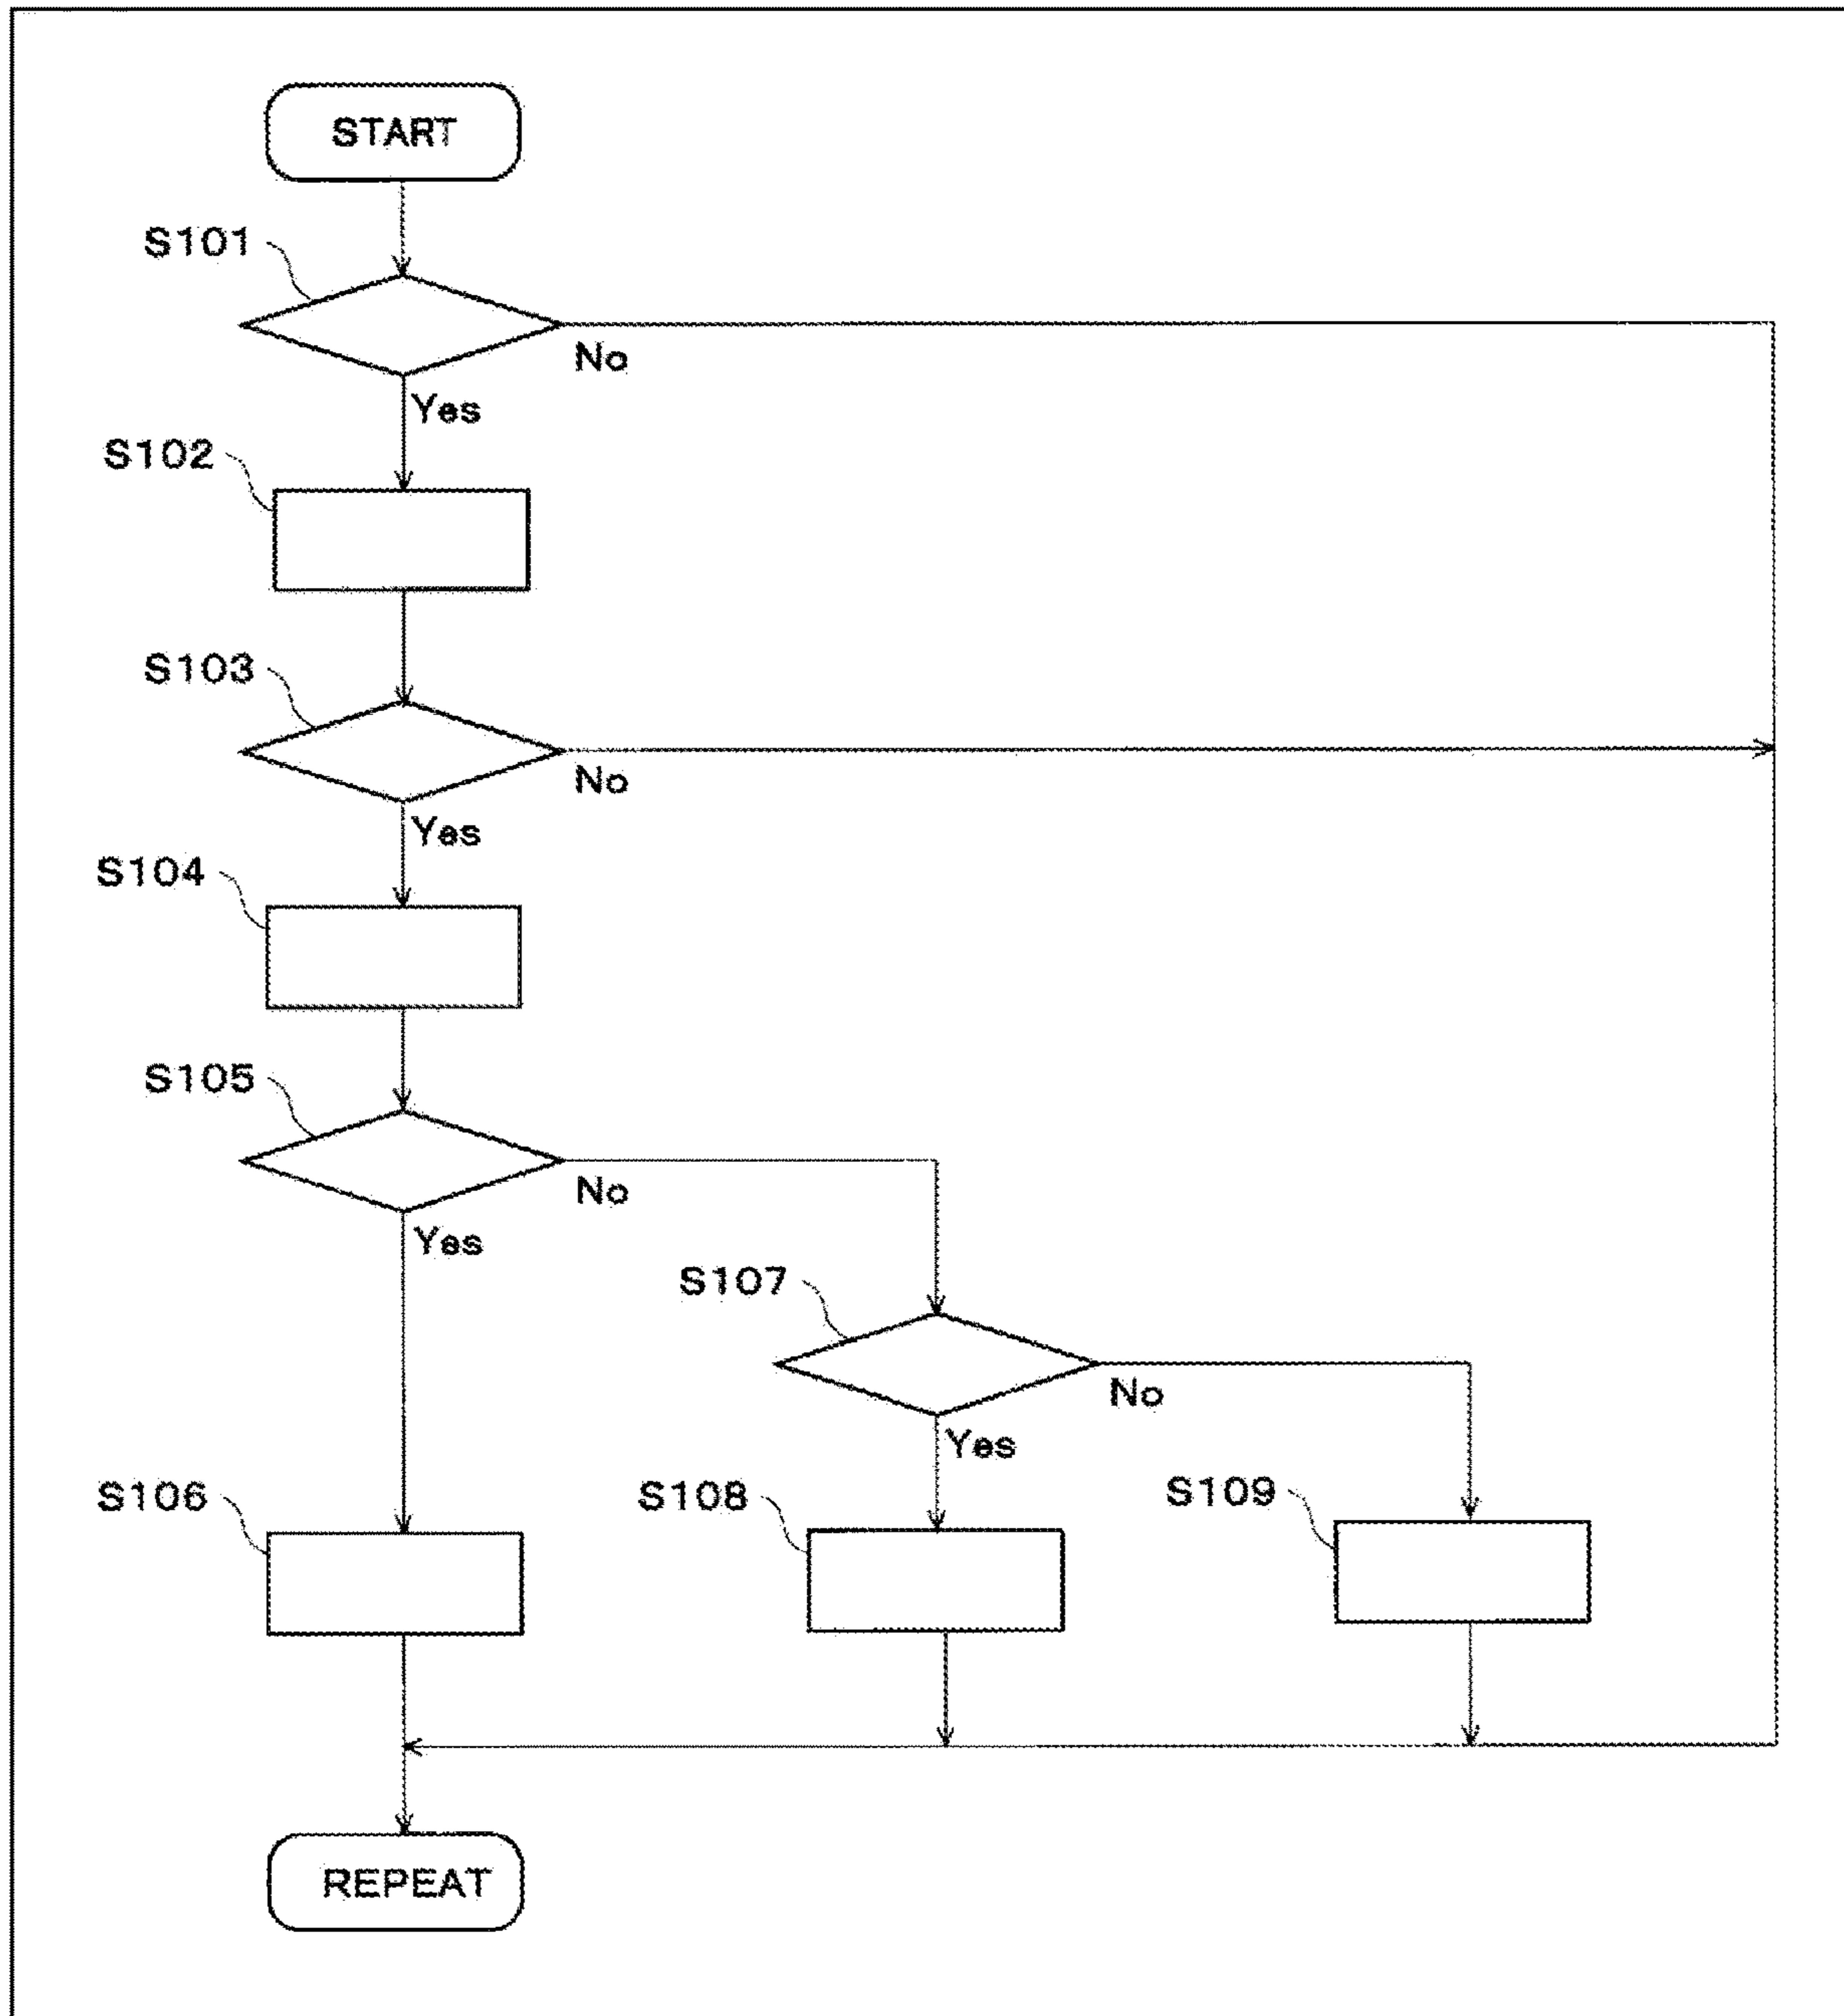 START
S101
No
Yes
S102
S103
No
Yes
S104
S105
No
Yes
S107
No
Yes
S106
S108
S109
REPEAT